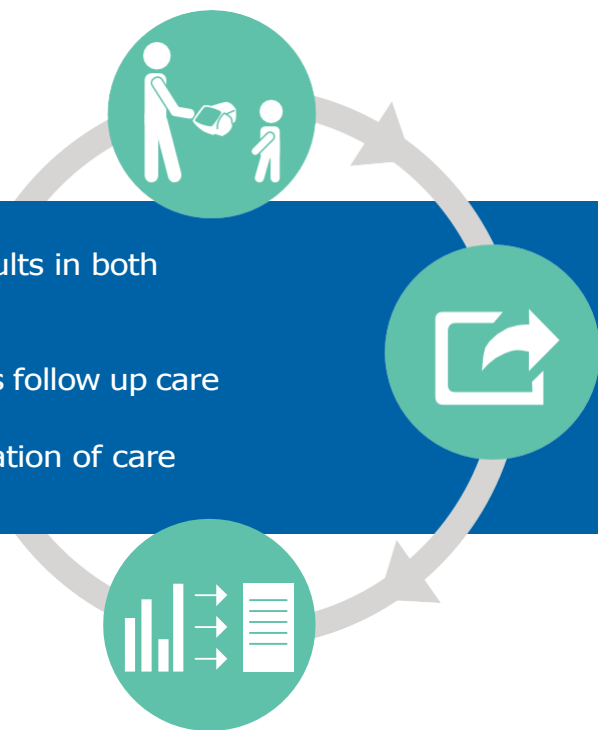 ults in both
s follow up care
ation of care